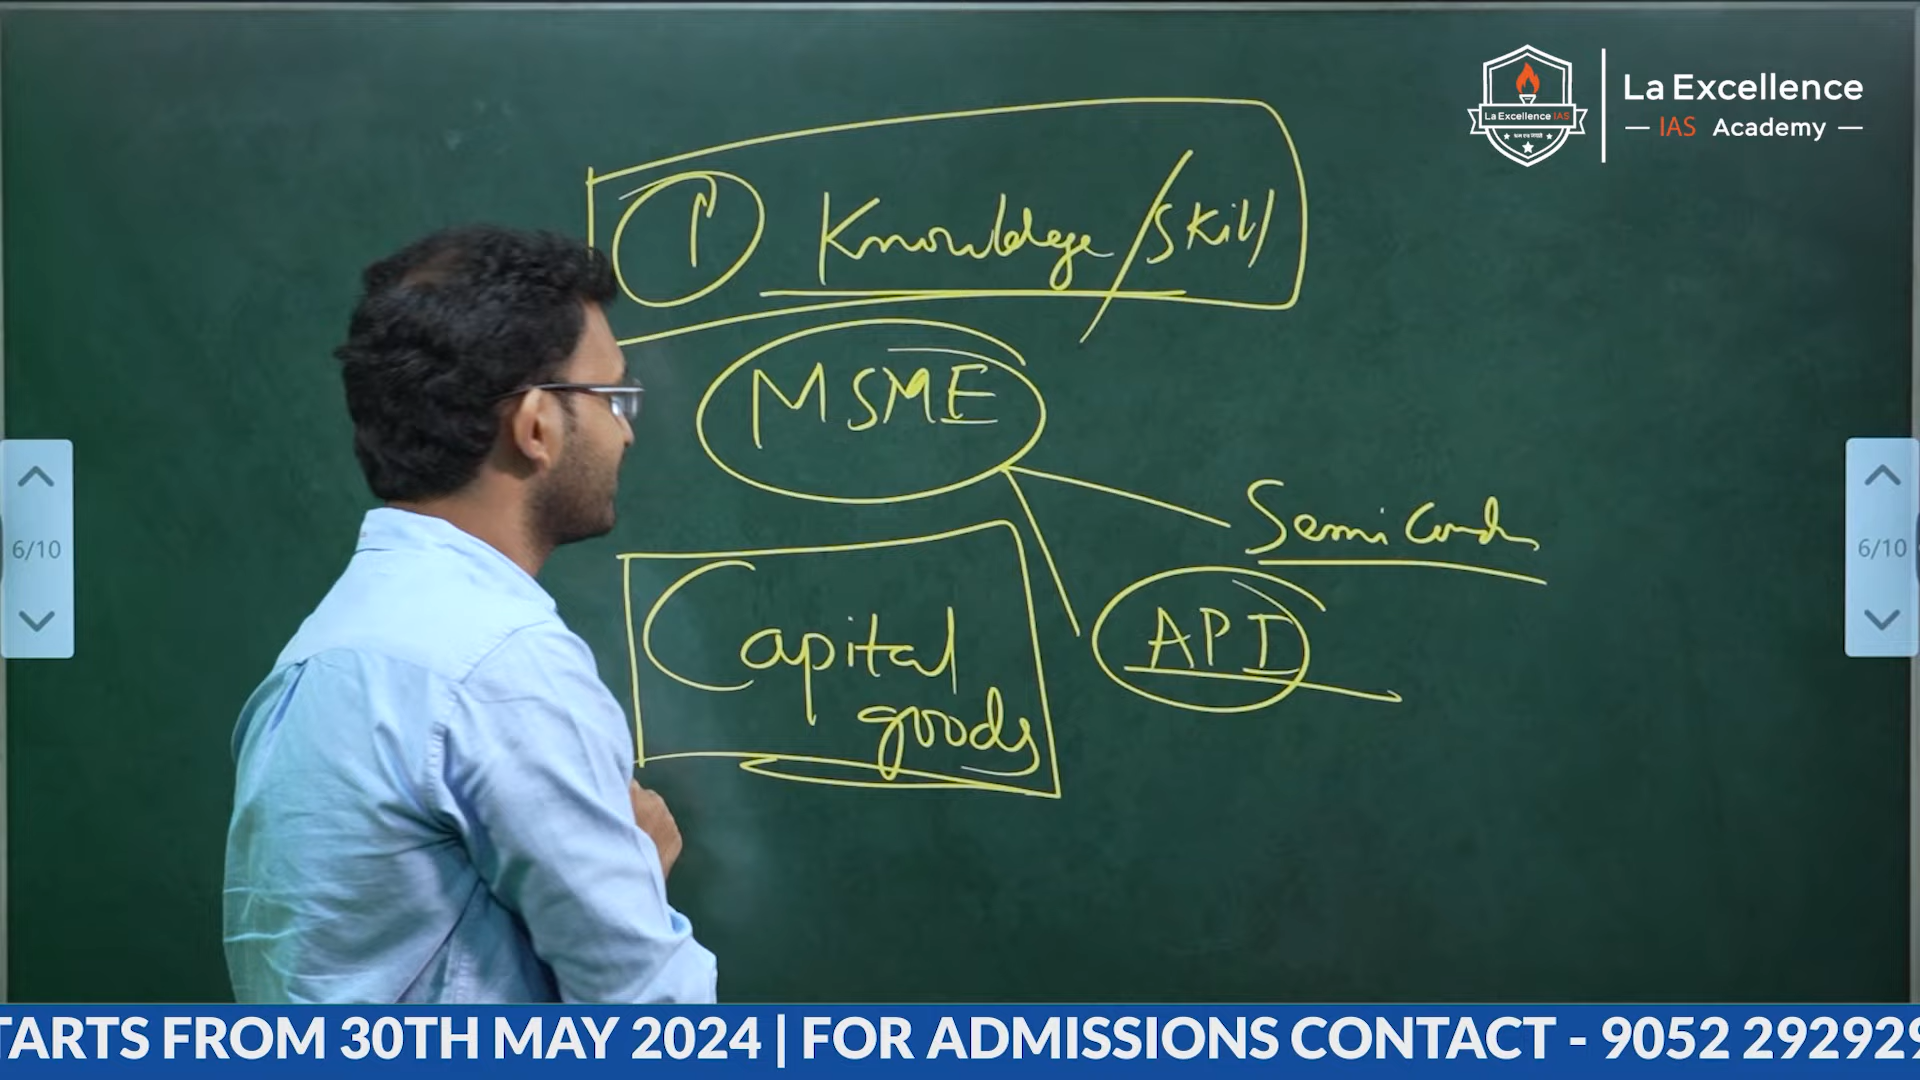 La Excellence
IAS Academy
La Excellence IAS
1 Knowledge/Skill
MSME
Semi Cond
API
Capital
goods
6/10
6/10
TARTS FROM 30TH MAY 2024 | FOR ADMISSIONS CONTACT - 9052 292929